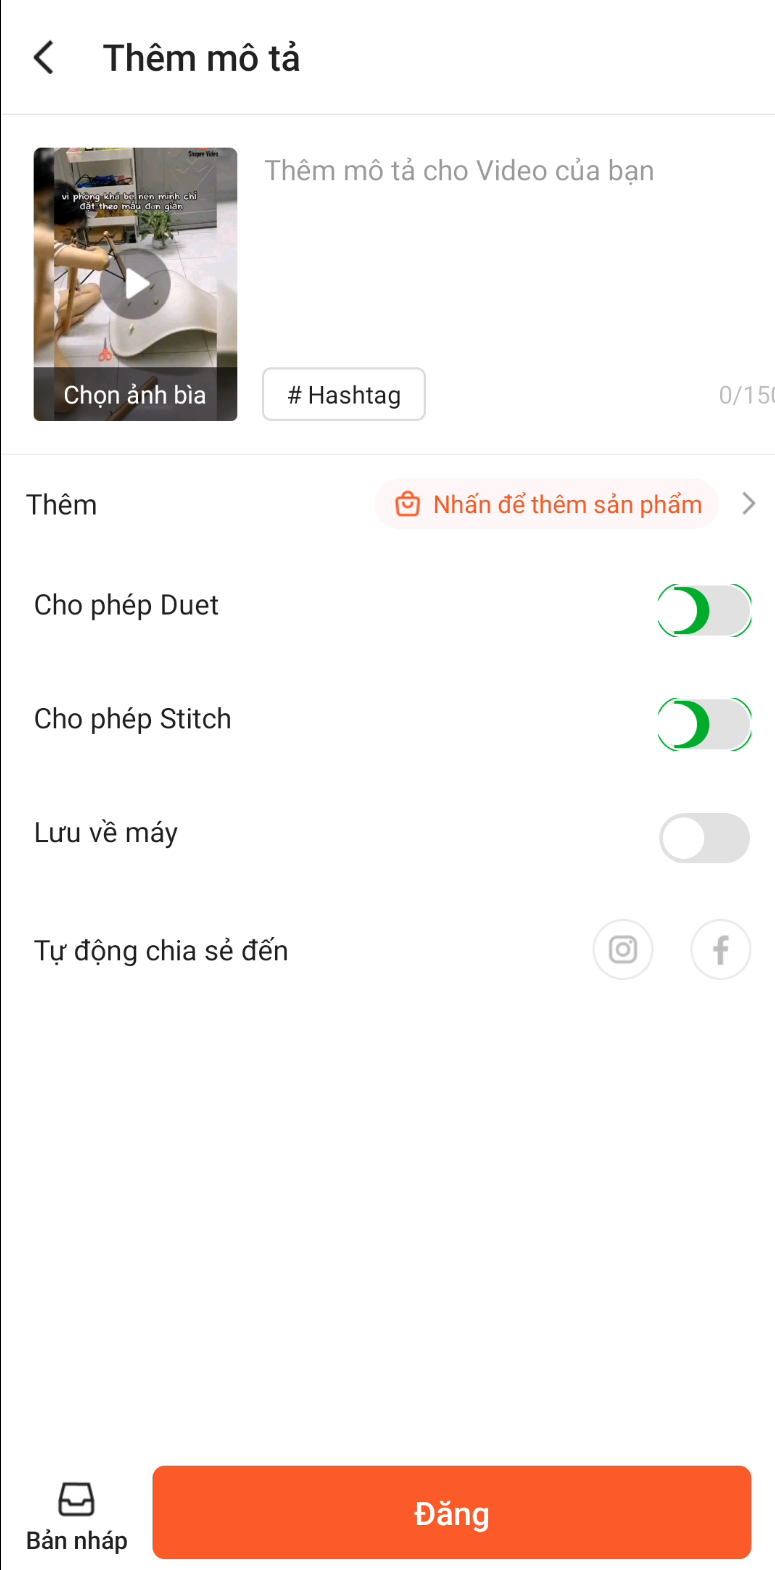 Thêm mô tả
Shopee Video
vì phòng khá bé nên mình chỉ
đặt theo mẫu đơn giản
Chọn ảnh bìa
Thêm mô tả cho Video của bạn
# Hashtag
0/150
Thêm
Nhấn để thêm sản phẩm
Cho phép Duet
Cho phép Stitch
Lưu về máy
Tự động chia sẻ đến
Bản nháp
Đăng